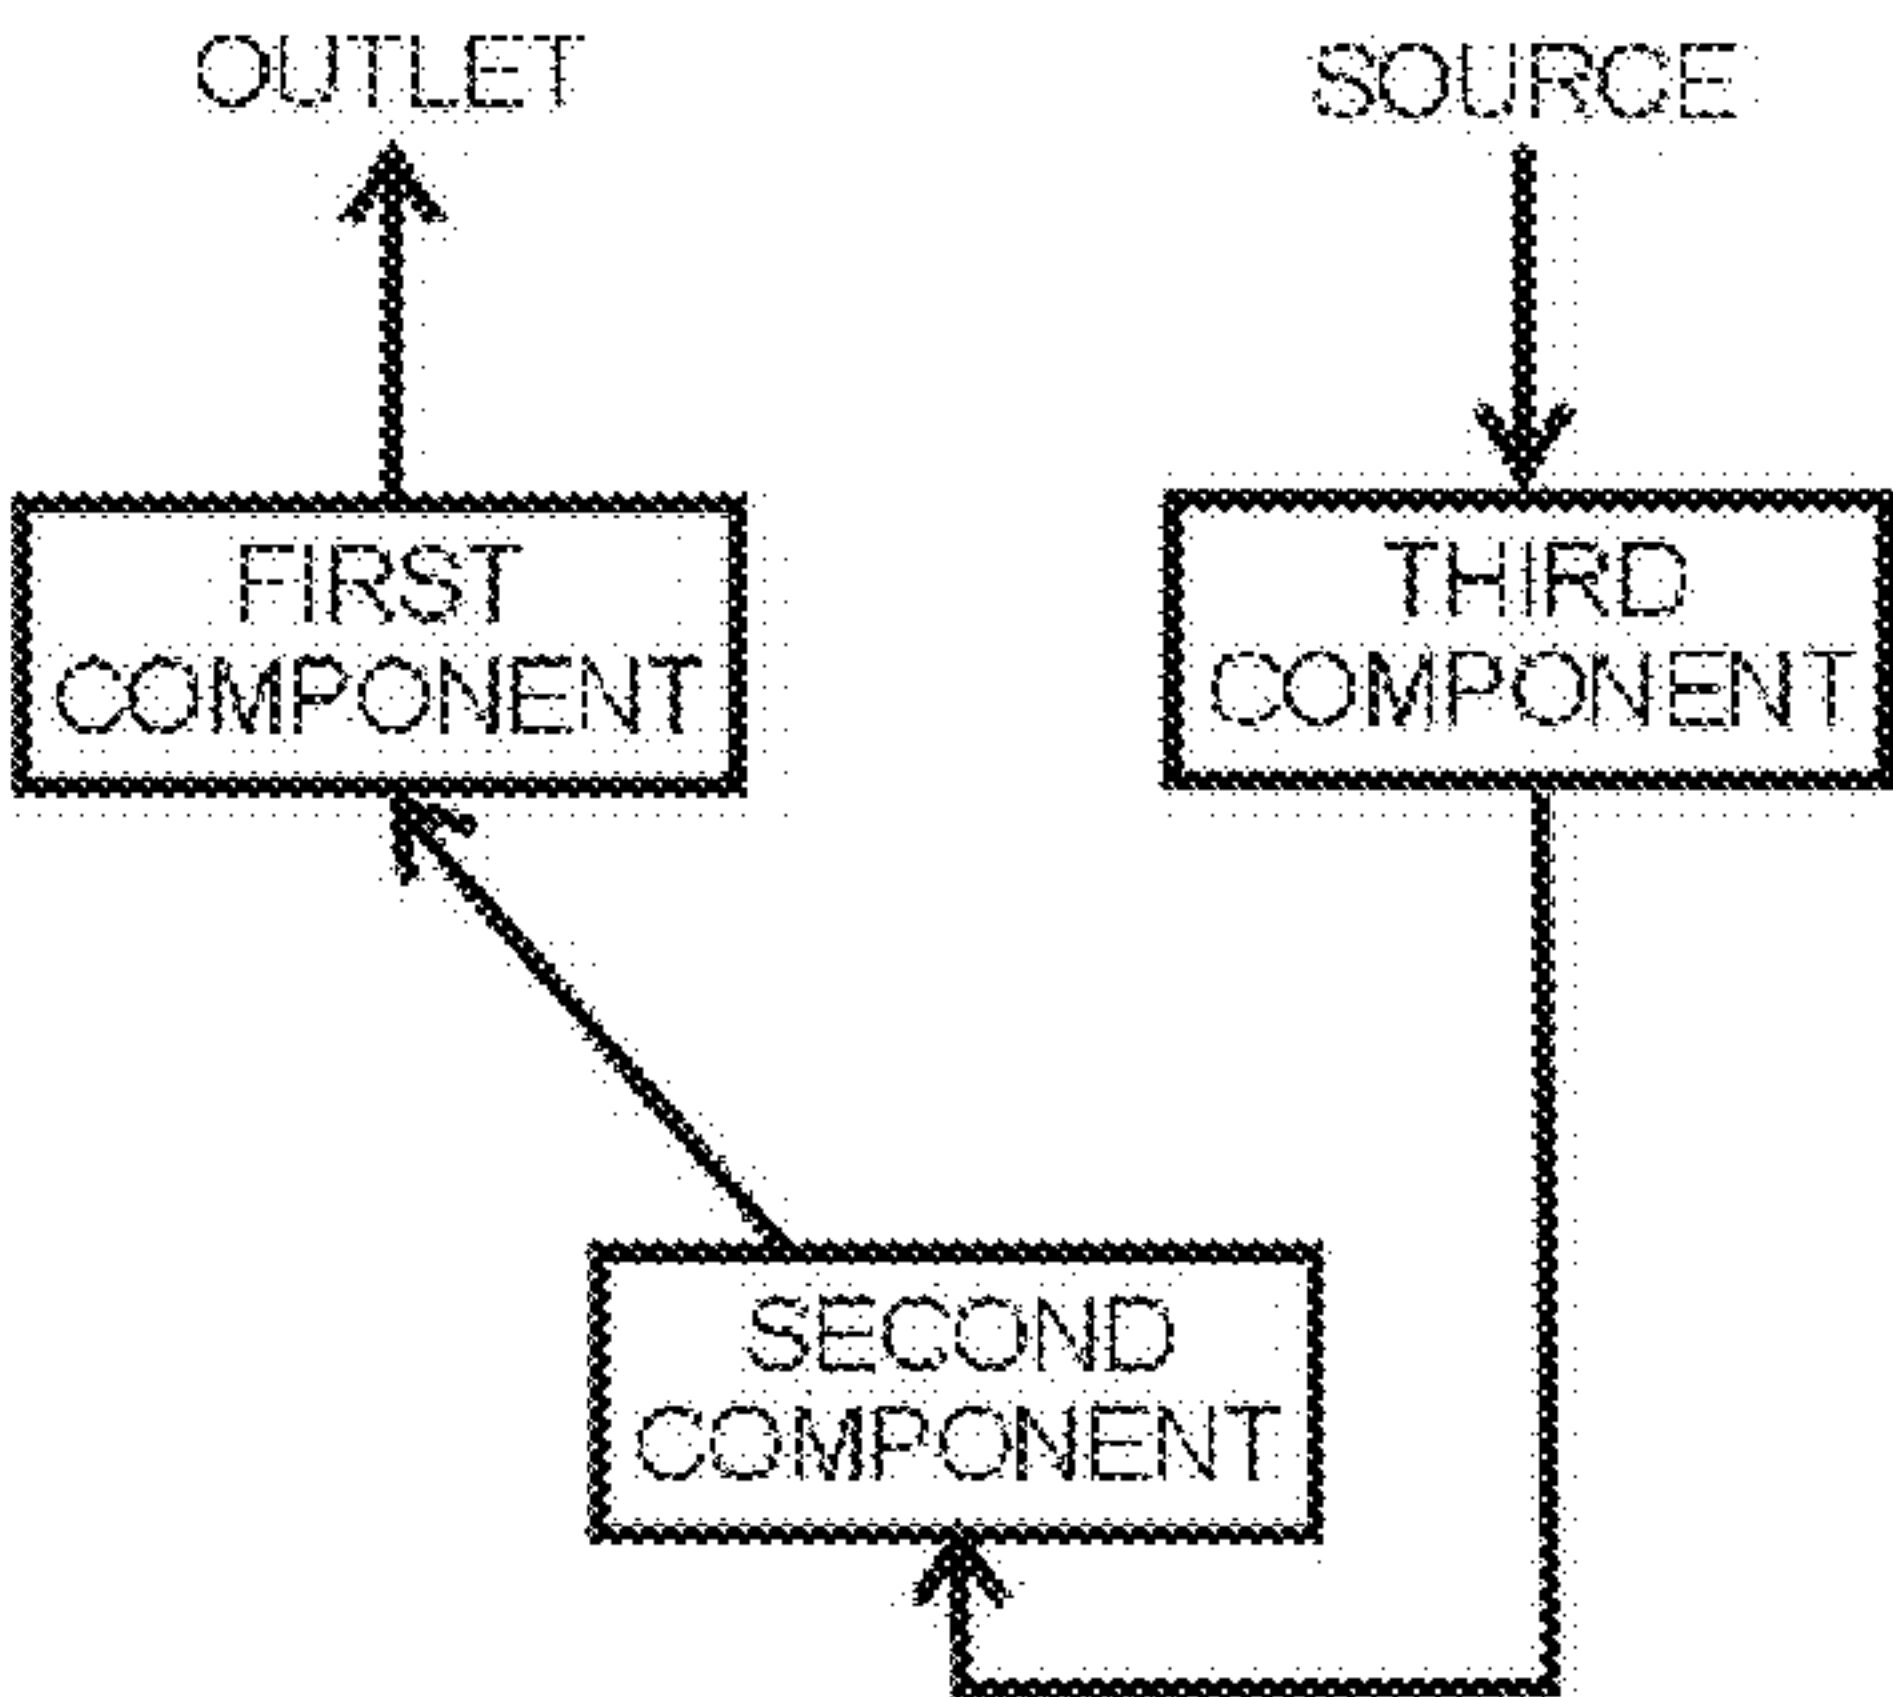 OUTLET
SOURCE
FIRST
COMPONENT
THIRD
COMPONENT
SECOND
COMPONENT